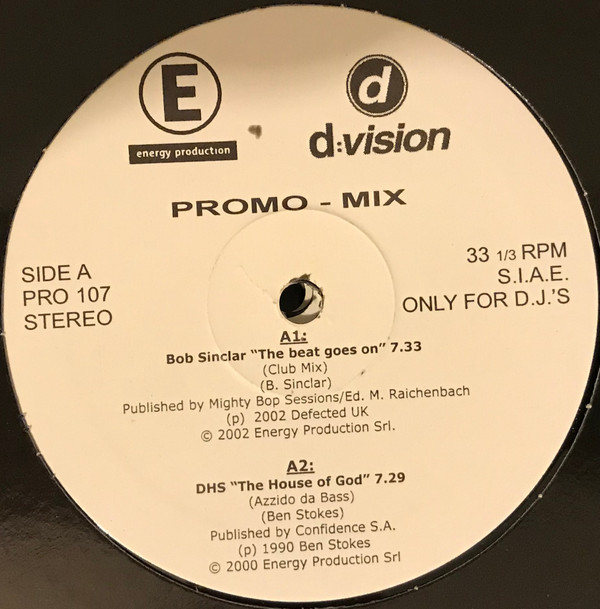 E
energy production
d
d:vision
PROMO - MIX
SIDE A
PRO 107
STEREO
33 1/3 RPM
S.I.A.E.
ONLY FOR D.J.'S
A1:
Bob Sinclar "The beat goes on" 7.33
(Club Mix)
(B. Sinclar)
Published by Mighty Bop Sessions/Ed. M. Raichenbach
(p) 2002 Defected UK
© 2002 Energy Production Srl.
A2:
DHS "The House of God" 7.29
(Azzido da Bass)
(Ben Stokes)
Published by Confidence S.A.
(p) 1990 Ben Stokes
© 2000 Energy Production Srl